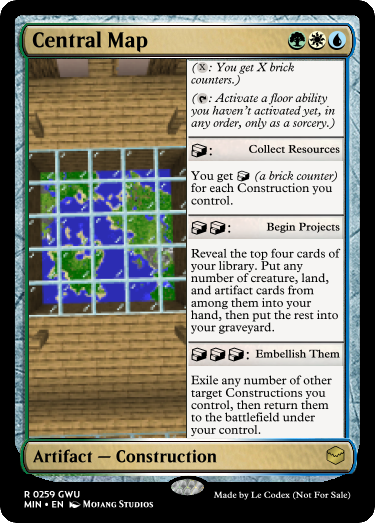 Central Map
(X: You get X brick
counters.)
(: Activate a floor ability
you haven't activated yet, in
any order, only as a sorcery.)
: Collect Resources
You get (a brick counter)
for each Construction you
control.
: Begin Projects
Reveal the top four cards of
your library. Put any
number of creature, land,
and artifact cards from
among them into your
hand, then put the rest into
your graveyard.
: Embellish Them
Exile any number of other
target Constructions you
control, then return them
to the battlefield under
your control.
Artifact — Construction
R 0259 GWU
MIN • EN Mojang Studios
Made by Le Codex (Not For Sale)